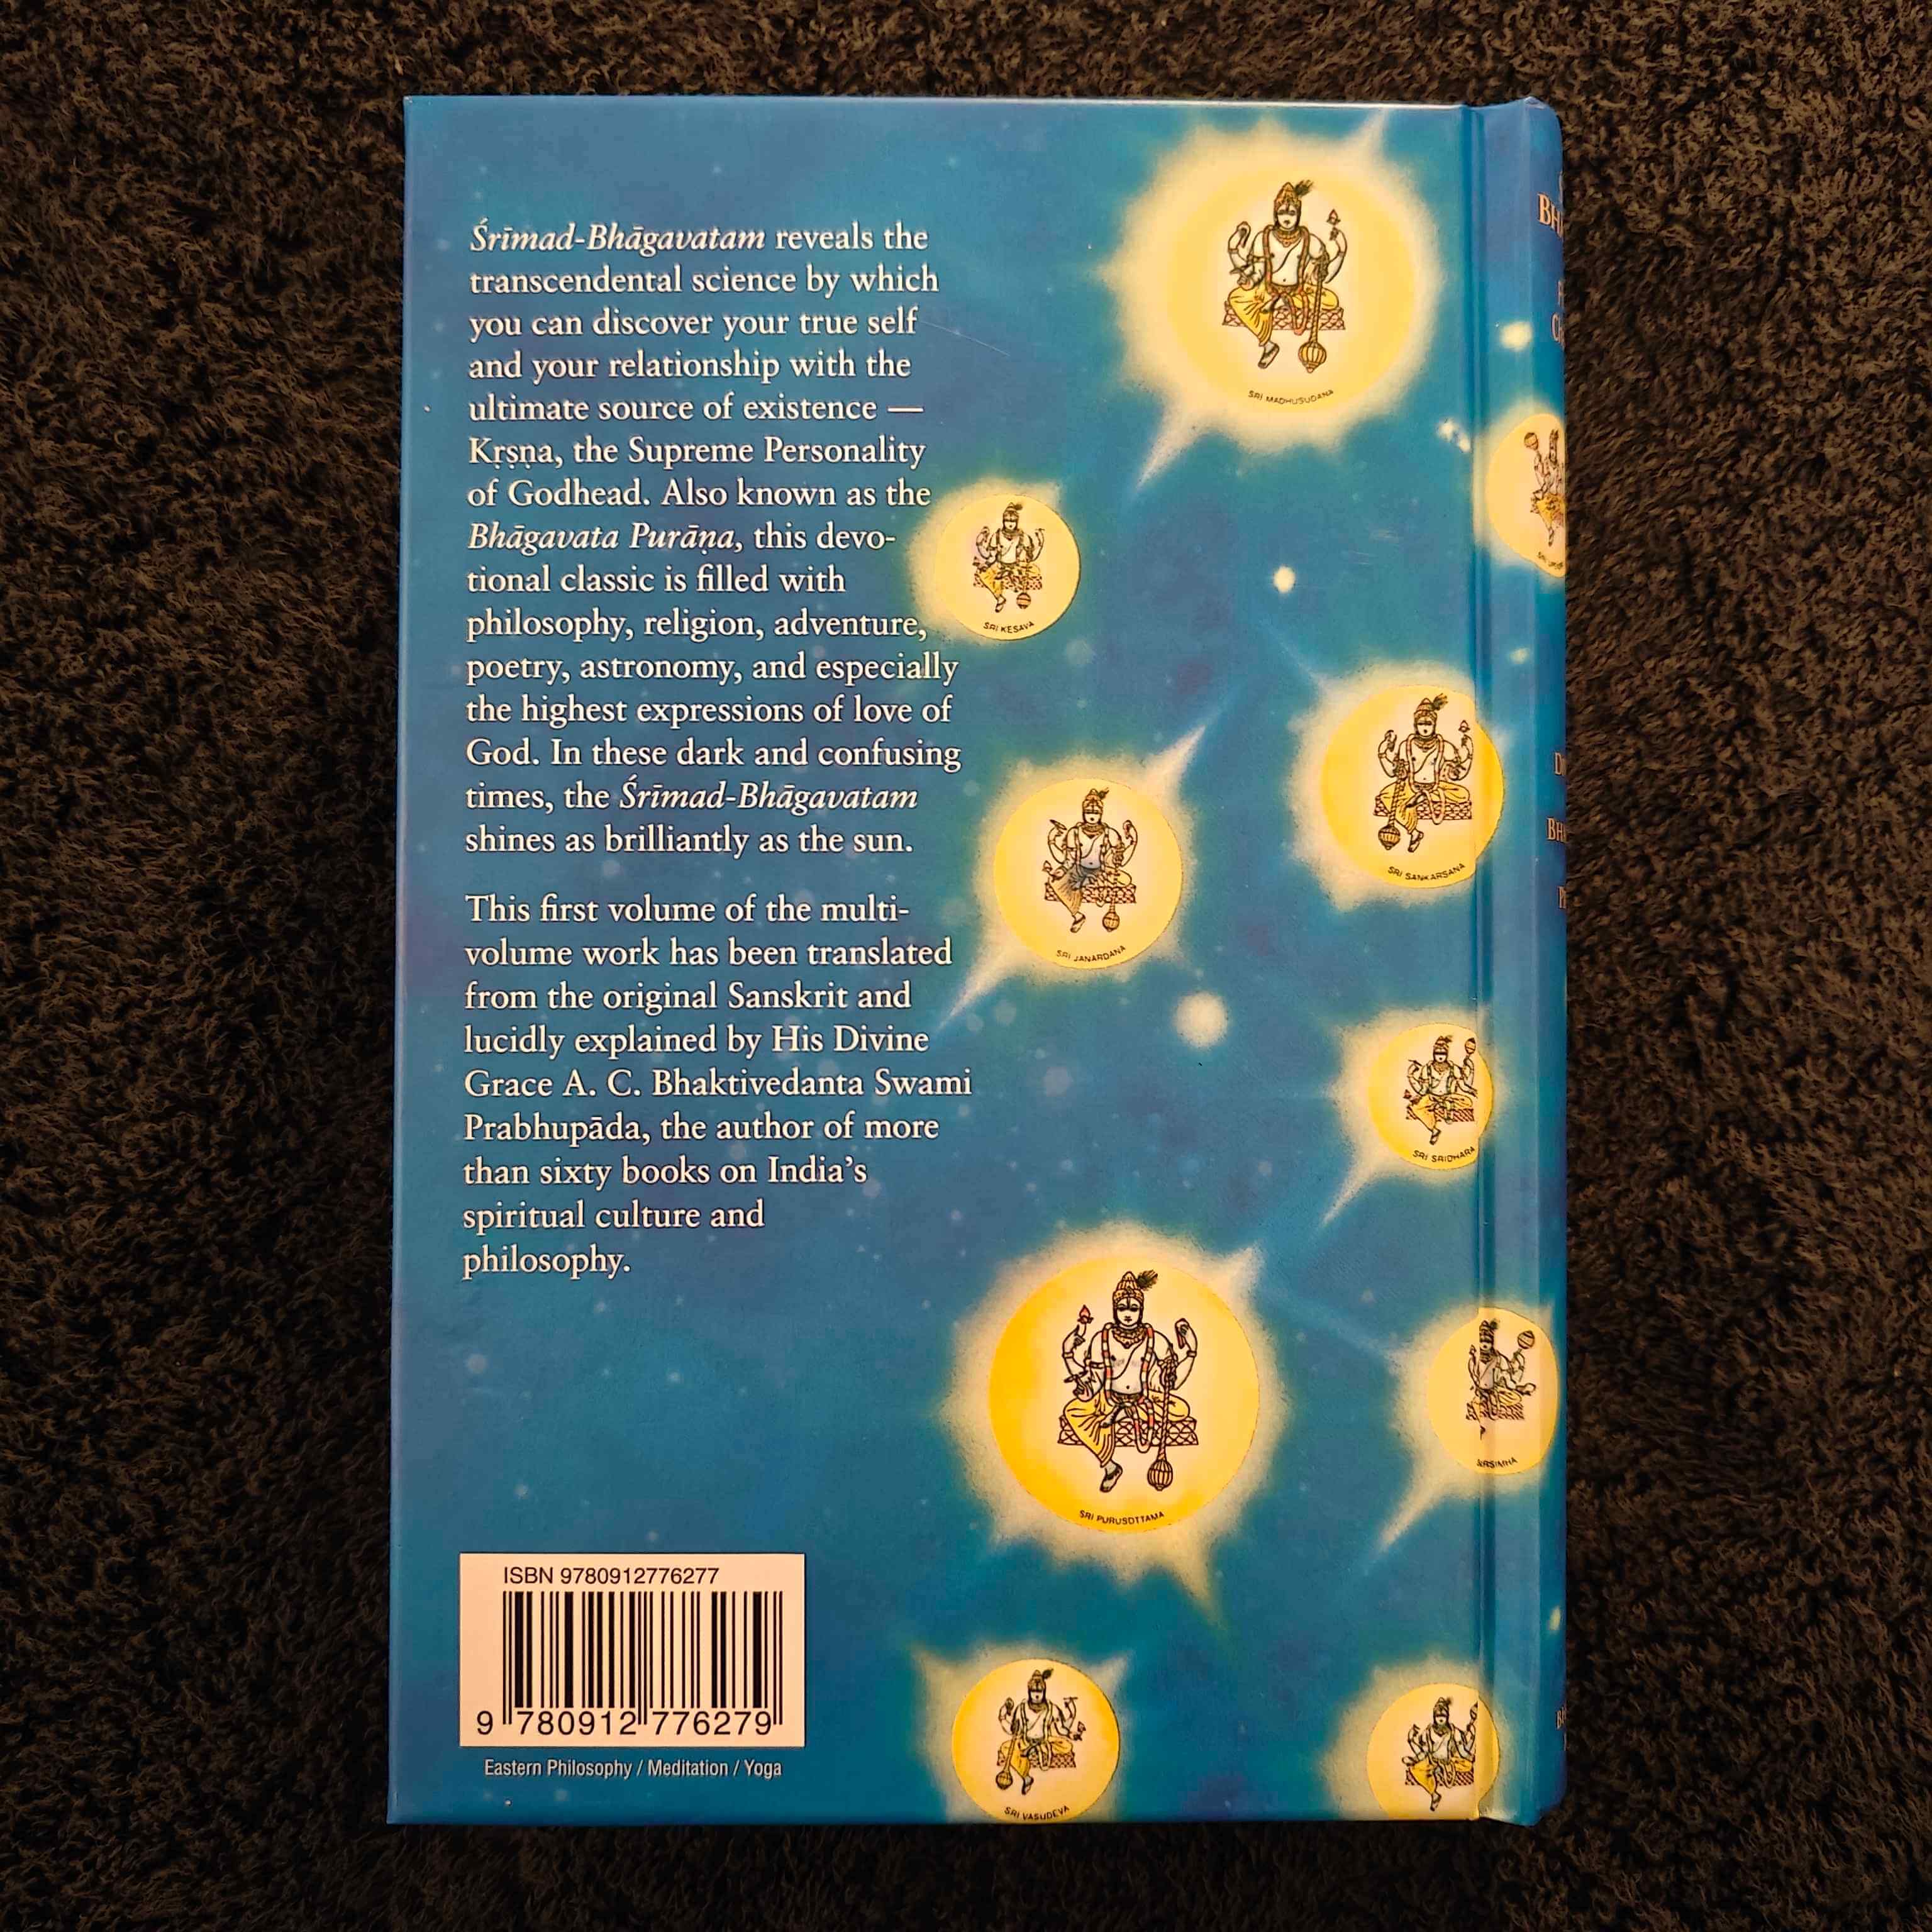 Śrīmad-Bhāgavatam reveals the
transcendental science by which
you can discover your true self
and your relationship with the
ultimate source of existence —
Kṛṣṇa, the Supreme Personality
of Godhead. Also known as the
Bhāgavata Purāṇa, this devo-
tional classic is filled with
philosophy, religion, adventure,
poetry, astronomy, and especially
the highest expressions of love of
God. In these dark and confusing
times, the Śrīmad-Bhāgavatam
shines as brilliantly as the sun.
This first volume of the multi-
volume work has been translated
from the original Sanskrit and
lucidly explained by His Divine
Grace A. C. Bhaktivedanta Swami
Prabhupāda, the author of more
than sixty books on India’s
spiritual culture and
philosophy.
ISBN 9780912776277
9 780912 776279
Eastern Philosophy / Meditation / Yoga
SRI MADHUSUDANA
SRI KESAVA
SRI SANKARSANA
SRI JANARDANA
SRI SRIDHARA
SRI PURUSOTTAMA
SRI VASUDEVA